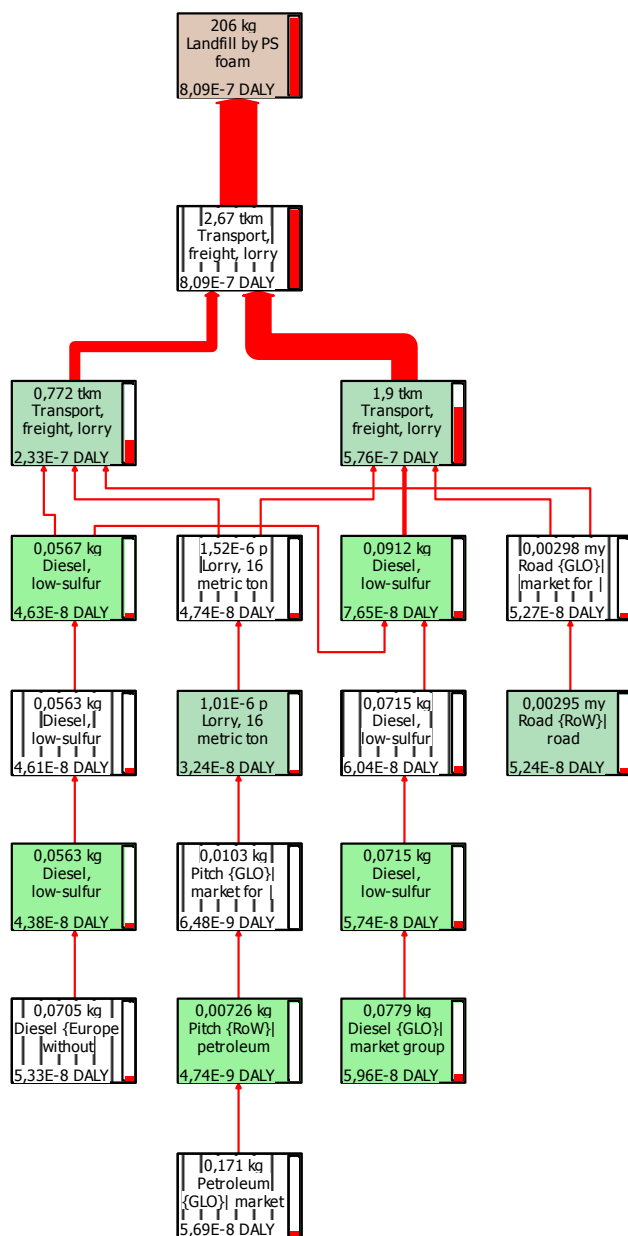 206 kg
Landfill by PS
foam
8,09E-7 DALY
2,67 tkm
Transport,
freight, lorry
8,09E-7 DALY
0,772 tkm
Transport,
freight, lorry
2,33E-7 DALY
1,9 tkm
Transport,
freight, lorry
5,76E-7 DALY
0,0567 kg
Diesel,
low-sulfur
4,63E-8 DALY
1,52E-6 p
Lorry, 16
metric ton
4,74E-8 DALY
0,0912 kg
Diesel,
low-sulfur
7,65E-8 DALY
0,00298 my
Road {GLO}|
market for |
5,27E-8 DALY
0,0563 kg
Diesel,
low-sulfur
4,61E-8 DALY
1,01E-6 p
Lorry, 16
metric ton
3,24E-8 DALY
0,0715 kg
Diesel,
low-sulfur
6,04E-8 DALY
0,00295 my
Road {RoW}|
road
5,24E-8 DALY
0,0563 kg
Diesel,
low-sulfur
4,38E-8 DALY
0,0103 kg
Pitch {GLO}|
market for |
6,48E-9 DALY
0,0715 kg
Diesel,
low-sulfur
5,74E-8 DALY
0,0705 kg
Diesel {Europe
without
5,33E-8 DALY
0,00726 kg
Pitch {RoW}|
petroleum
4,74E-9 DALY
0,0779 kg
Diesel {GLO}|
market group
5,96E-8 DALY
0,171 kg
Petroleum
{GLO}| market
5,69E-8 DALY